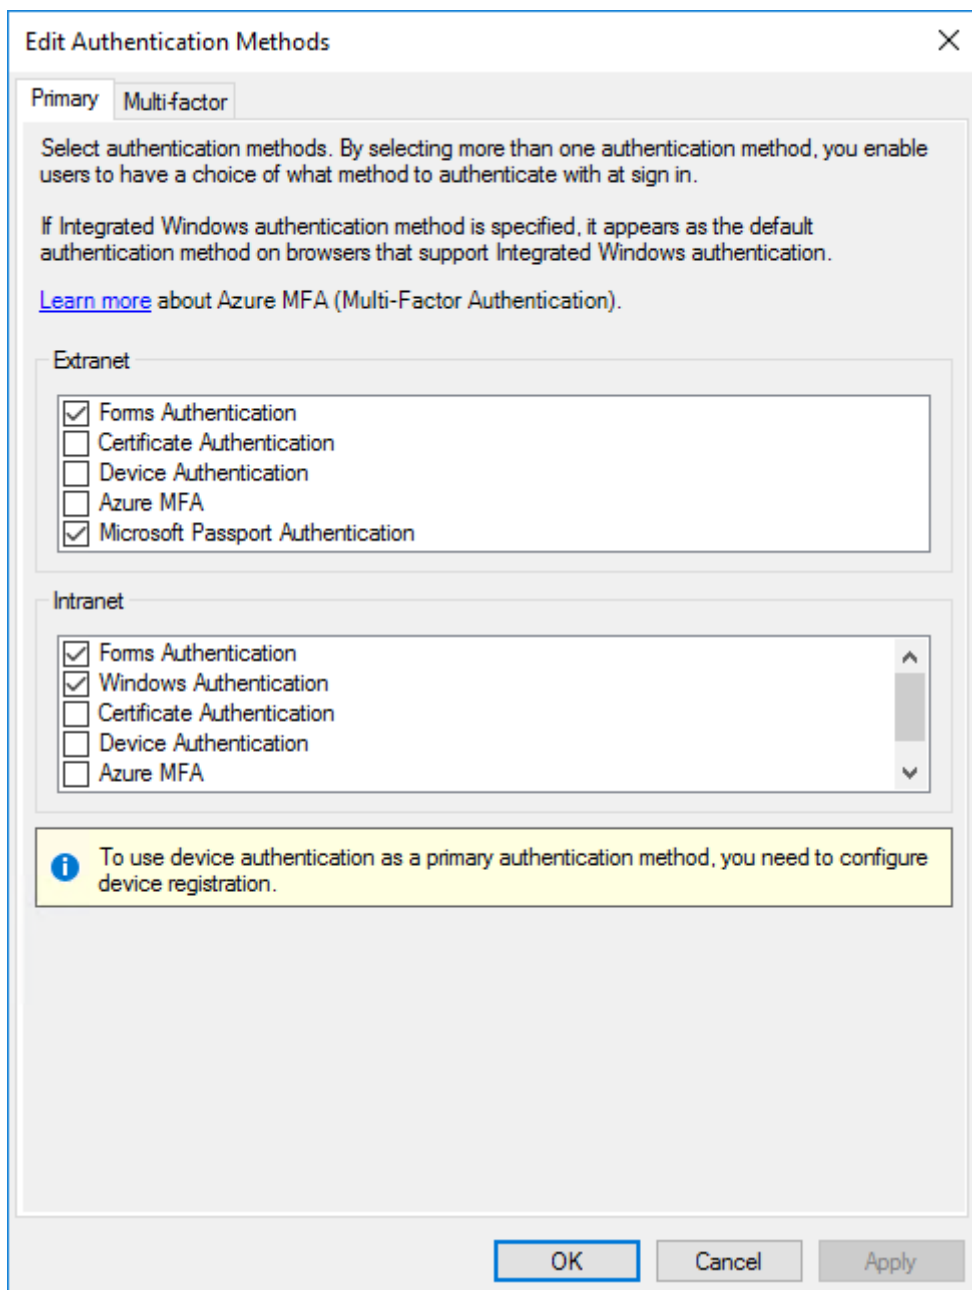 Edit Authentication Methods
Primary
Multi-factor
Select authentication methods. By selecting more than one authentication method, you enable
users to have a choice of what method to authenticate with at sign in.
If Integrated Windows authentication method is specified, it appears as the default
authentication method on browsers that support Integrated Windows authentication.
Learn more about Azure MFA (Multi-Factor Authentication).
Extranet
Forms Authentication
Certificate Authentication
Device Authentication
Azure MFA
Microsoft Passport Authentication
Intranet
Forms Authentication
Windows Authentication
Certificate Authentication
Device Authentication
Azure MFA
To use device authentication as a primary authentication method, you need to configure
device registration.
OK
Cancel
Apply